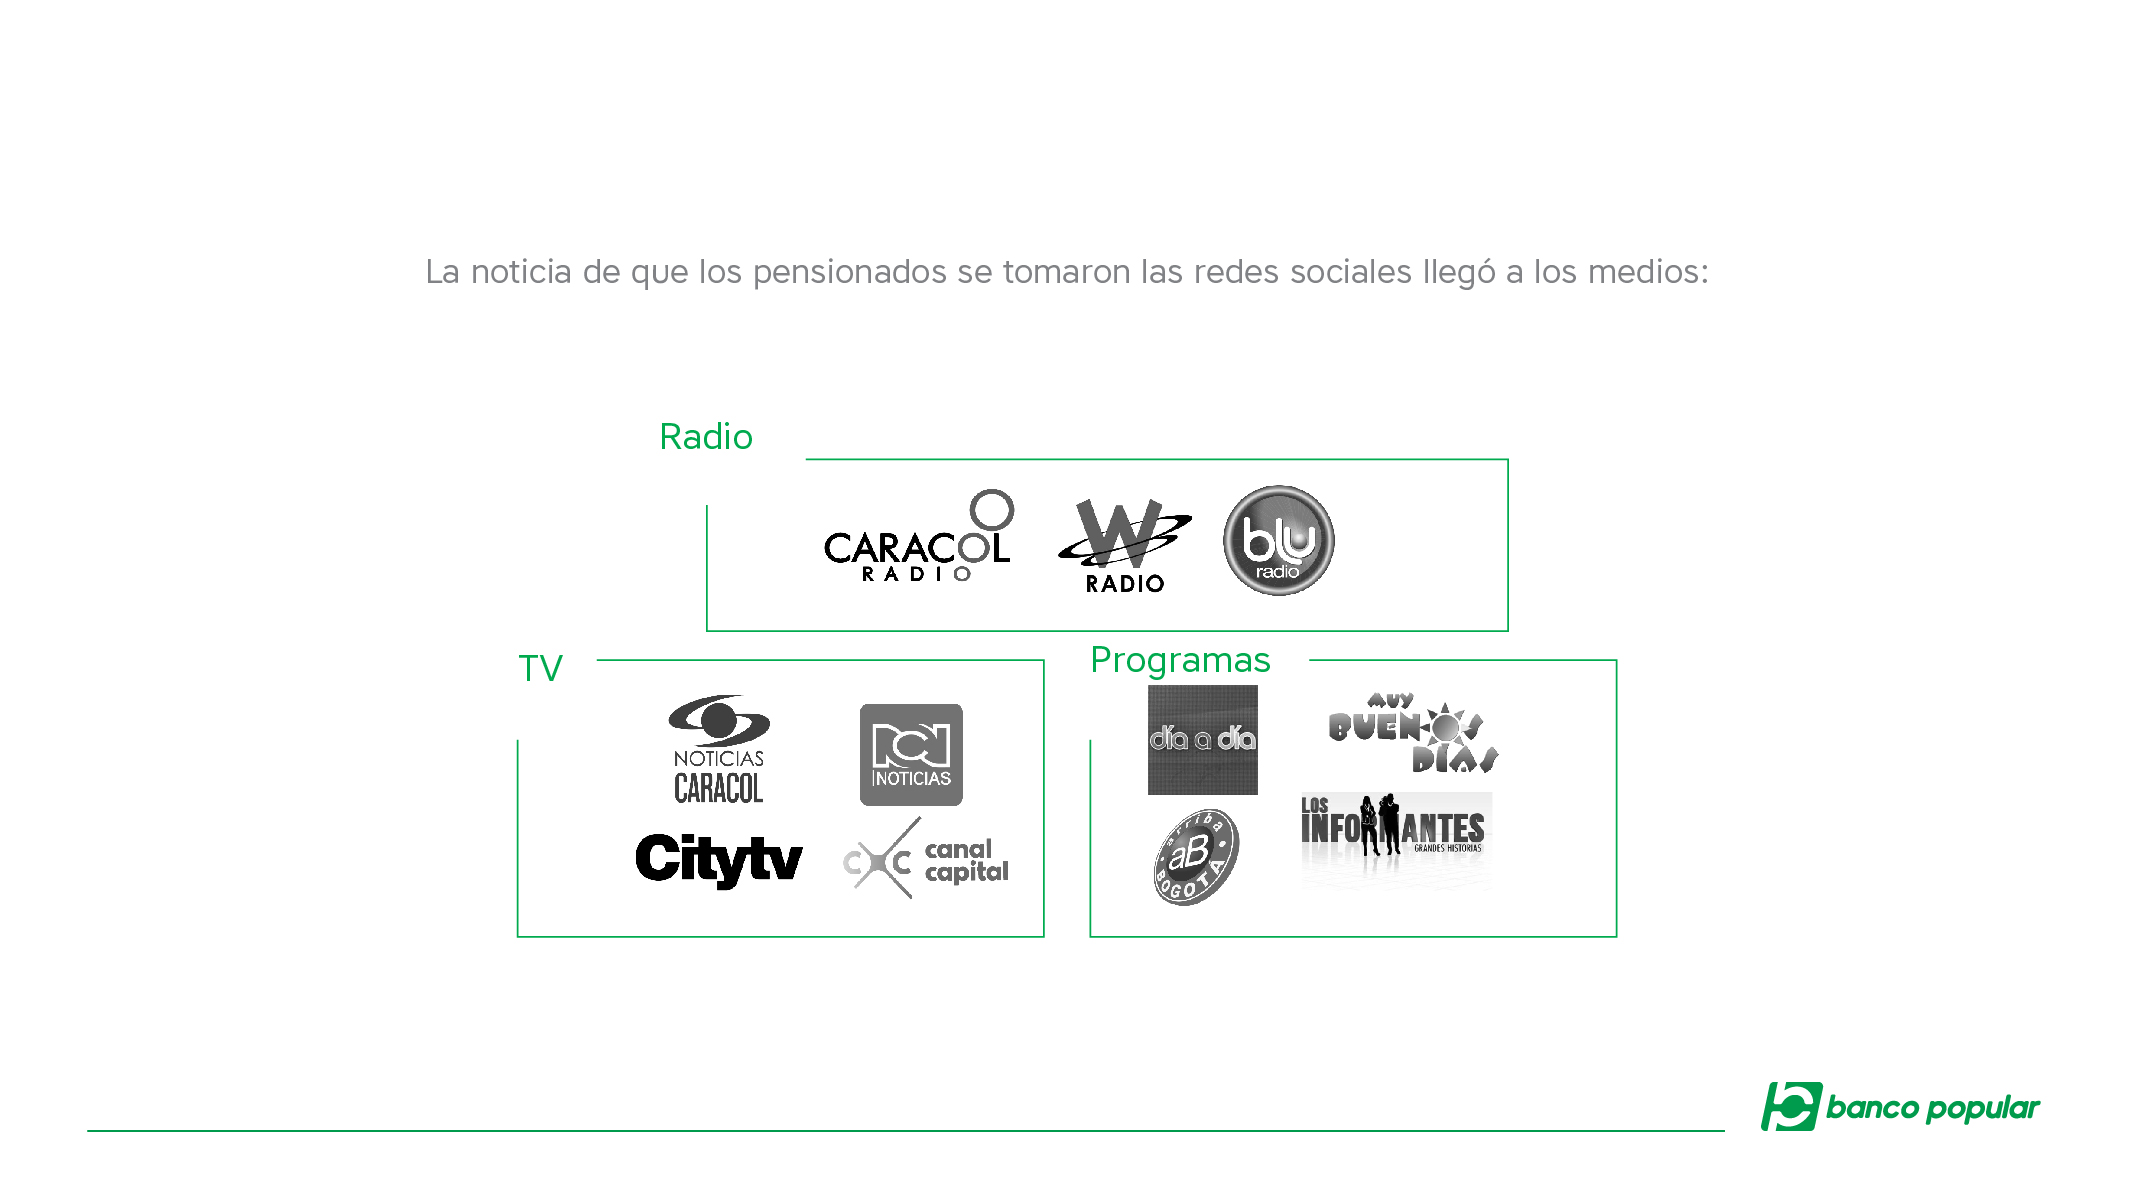 La noticia de que los pensionados se tomaron las redes sociales llegó a los medios:
Radio
CARACOL
RADIO
W
RADIO
blu
radio
TV
NOTICIAS
CARACOL
RCN
NOTICIAS
Citytv
CXC
canal
capital
Programas
día a día
MUY
BUENOS
DÍAS
arriba
aB
BOGOTÁ
LOS
INFORMANTES
GRANDES HISTORIAS
banco popular